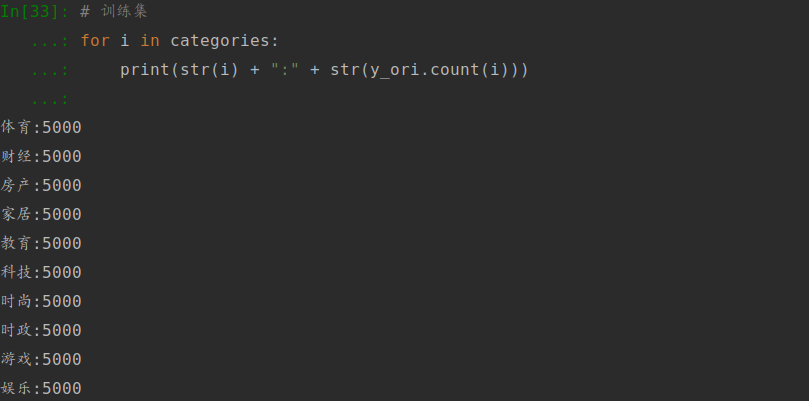 In[33]: # 训练集
   ...: for i in categories:
   ...:     print(str(i) + ":" + str(y_ori.count(i)))
   ...:
体育:5000
财经:5000
房产:5000
家居:5000
教育:5000
科技:5000
时尚:5000
时政:5000
游戏:5000
娱乐:5000